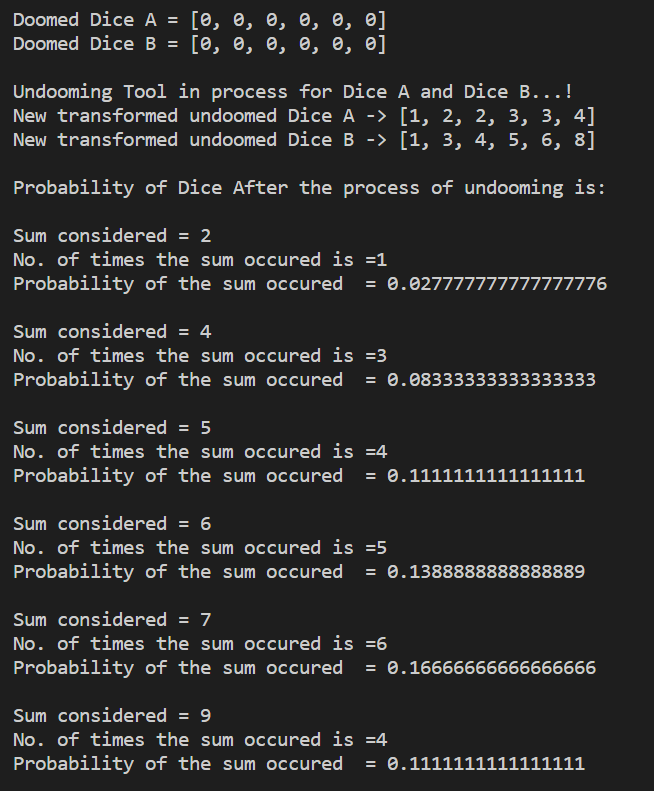 Doomed Dice A = [0, 0, 0, 0, 0, 0]
Doomed Dice B = [0, 0, 0, 0, 0, 0]
Undooming Tool in process for Dice A and Dice B...!
New transformed undoomed Dice A -> [1, 2, 2, 3, 3, 4]
New transformed undoomed Dice B -> [1, 3, 4, 5, 6, 8]
Probability of Dice After the process of undooming is:
Sum considered = 2
No. of times the sum occured is =1
Probability of the sum occured  = 0.027777777777777776
Sum considered = 4
No. of times the sum occured is =3
Probability of the sum occured  = 0.08333333333333333
Sum considered = 5
No. of times the sum occured is =4
Probability of the sum occured  = 0.1111111111111111
Sum considered = 6
No. of times the sum occured is =5
Probability of the sum occured  = 0.1388888888888889
Sum considered = 7
No. of times the sum occured is =6
Probability of the sum occured  = 0.16666666666666666
Sum considered = 9
No. of times the sum occured is =4
Probability of the sum occured  = 0.1111111111111111